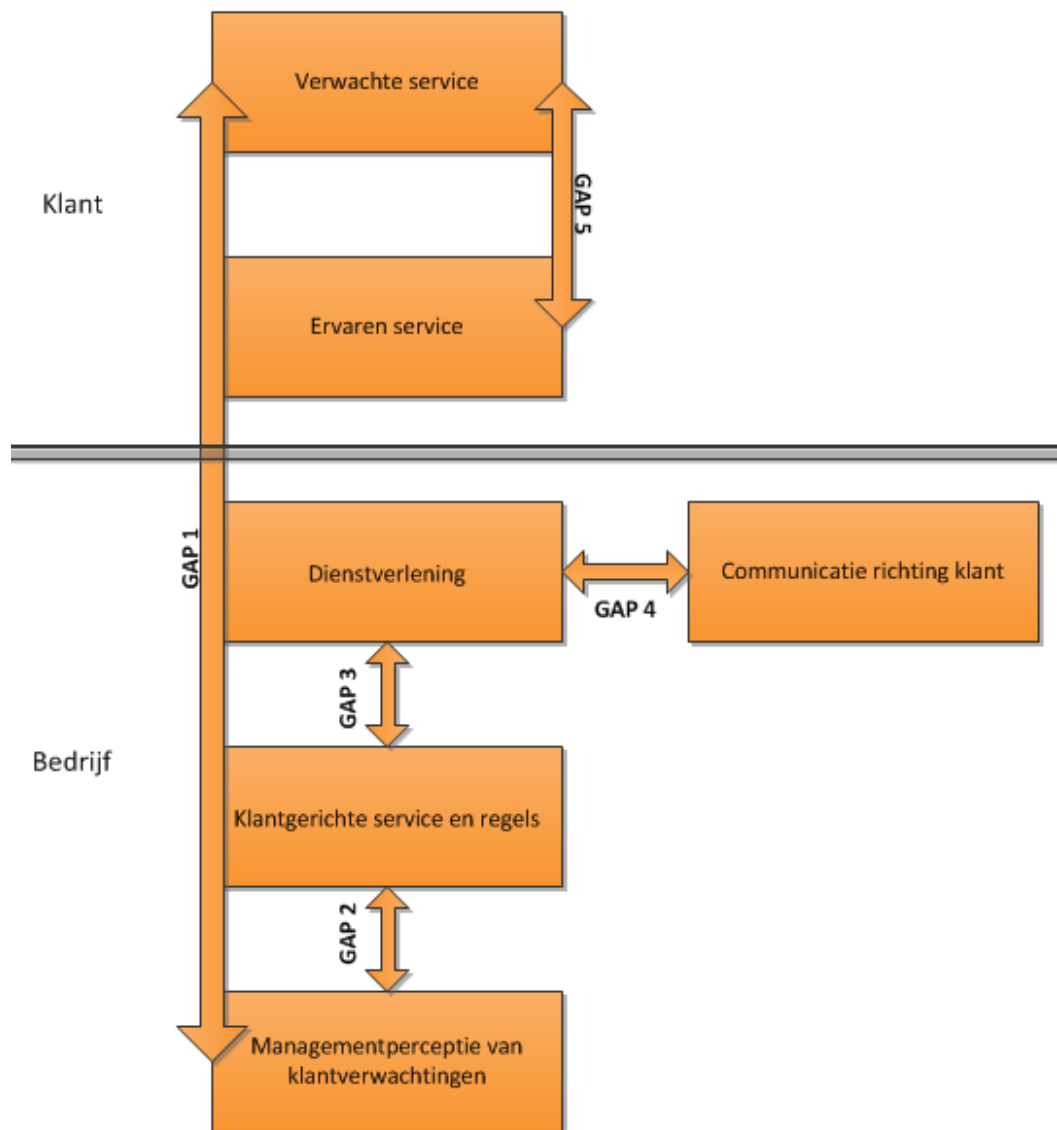 Verwachte service
Klant
GAP 5
Ervaren service
GAP 1
Dienstverlening
GAP 4
Communicatie richting klant
GAP 3
Bedrijf
Klantgerichte service en regels
GAP 2
Managementperceptie van
klantverwachtingen